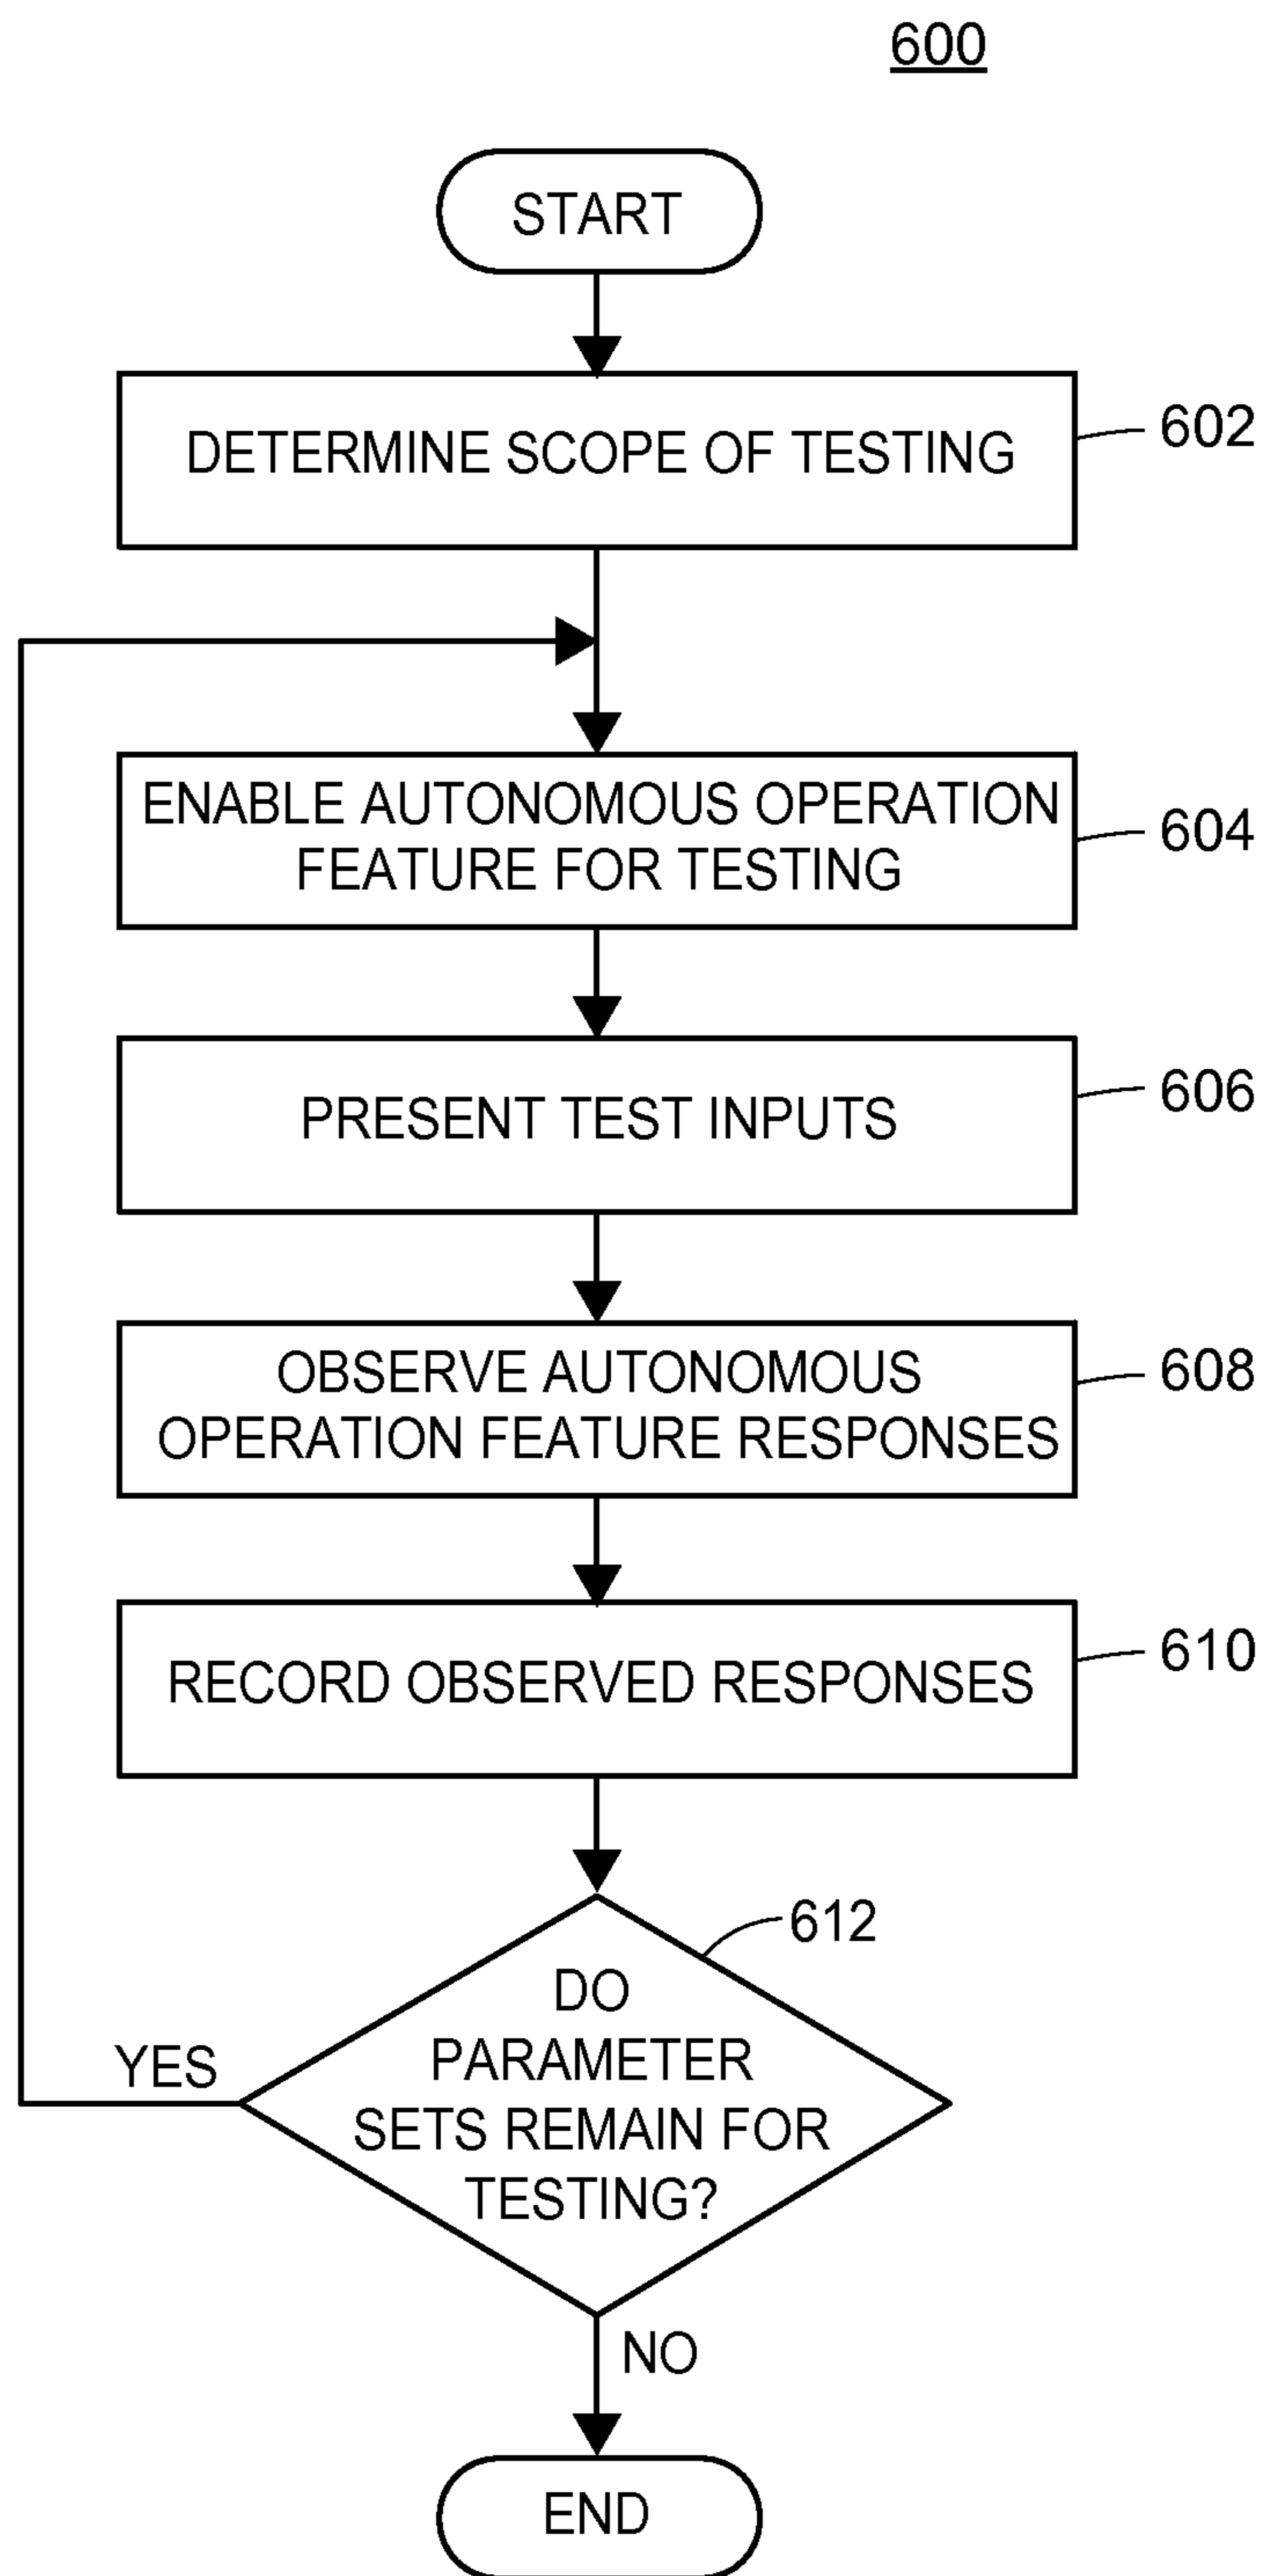 600
START
DETERMINE SCOPE OF TESTING
602
ENABLE AUTONOMOUS OPERATION
FEATURE FOR TESTING
604
PRESENT TEST INPUTS
606
OBSERVE AUTONOMOUS
OPERATION FEATURE RESPONSES
608
RECORD OBSERVED RESPONSES
610
612
DO
PARAMETER
SETS REMAIN FOR
TESTING?
YES
NO
END